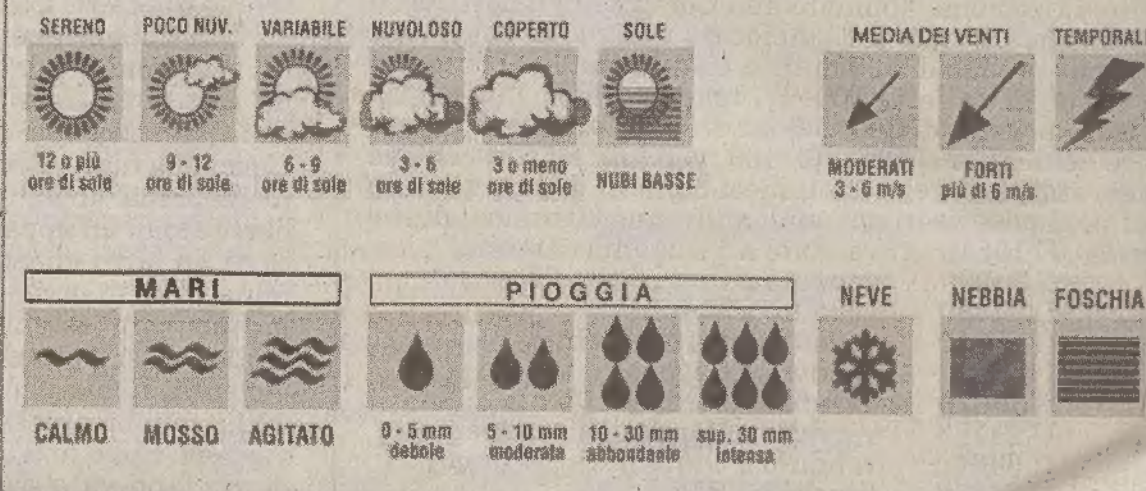 SERENO
12 o più
ore di sole
POCO NUV.
9 - 12
ore di sole
VARIABILE
6 - 9
ore di sole
NUVOLOSO
3 - 6
ore di sole
COPERTO
3 o meno
ore di sole
SOLE
NUBI BASSE
MEDIA DEI VENTI
MODERATI
3 - 6 m/s
FORTI
più di 6 m/s
TEMPORALI
MARI
CALMO
MOSSO
AGITATO
PIOGGIA
0 - 5 mm
debole
5 - 10 mm
moderata
10 - 30 mm
abbondante
sup. 30 mm
intensa
NEVE
NEBBIA
FOSCHIA